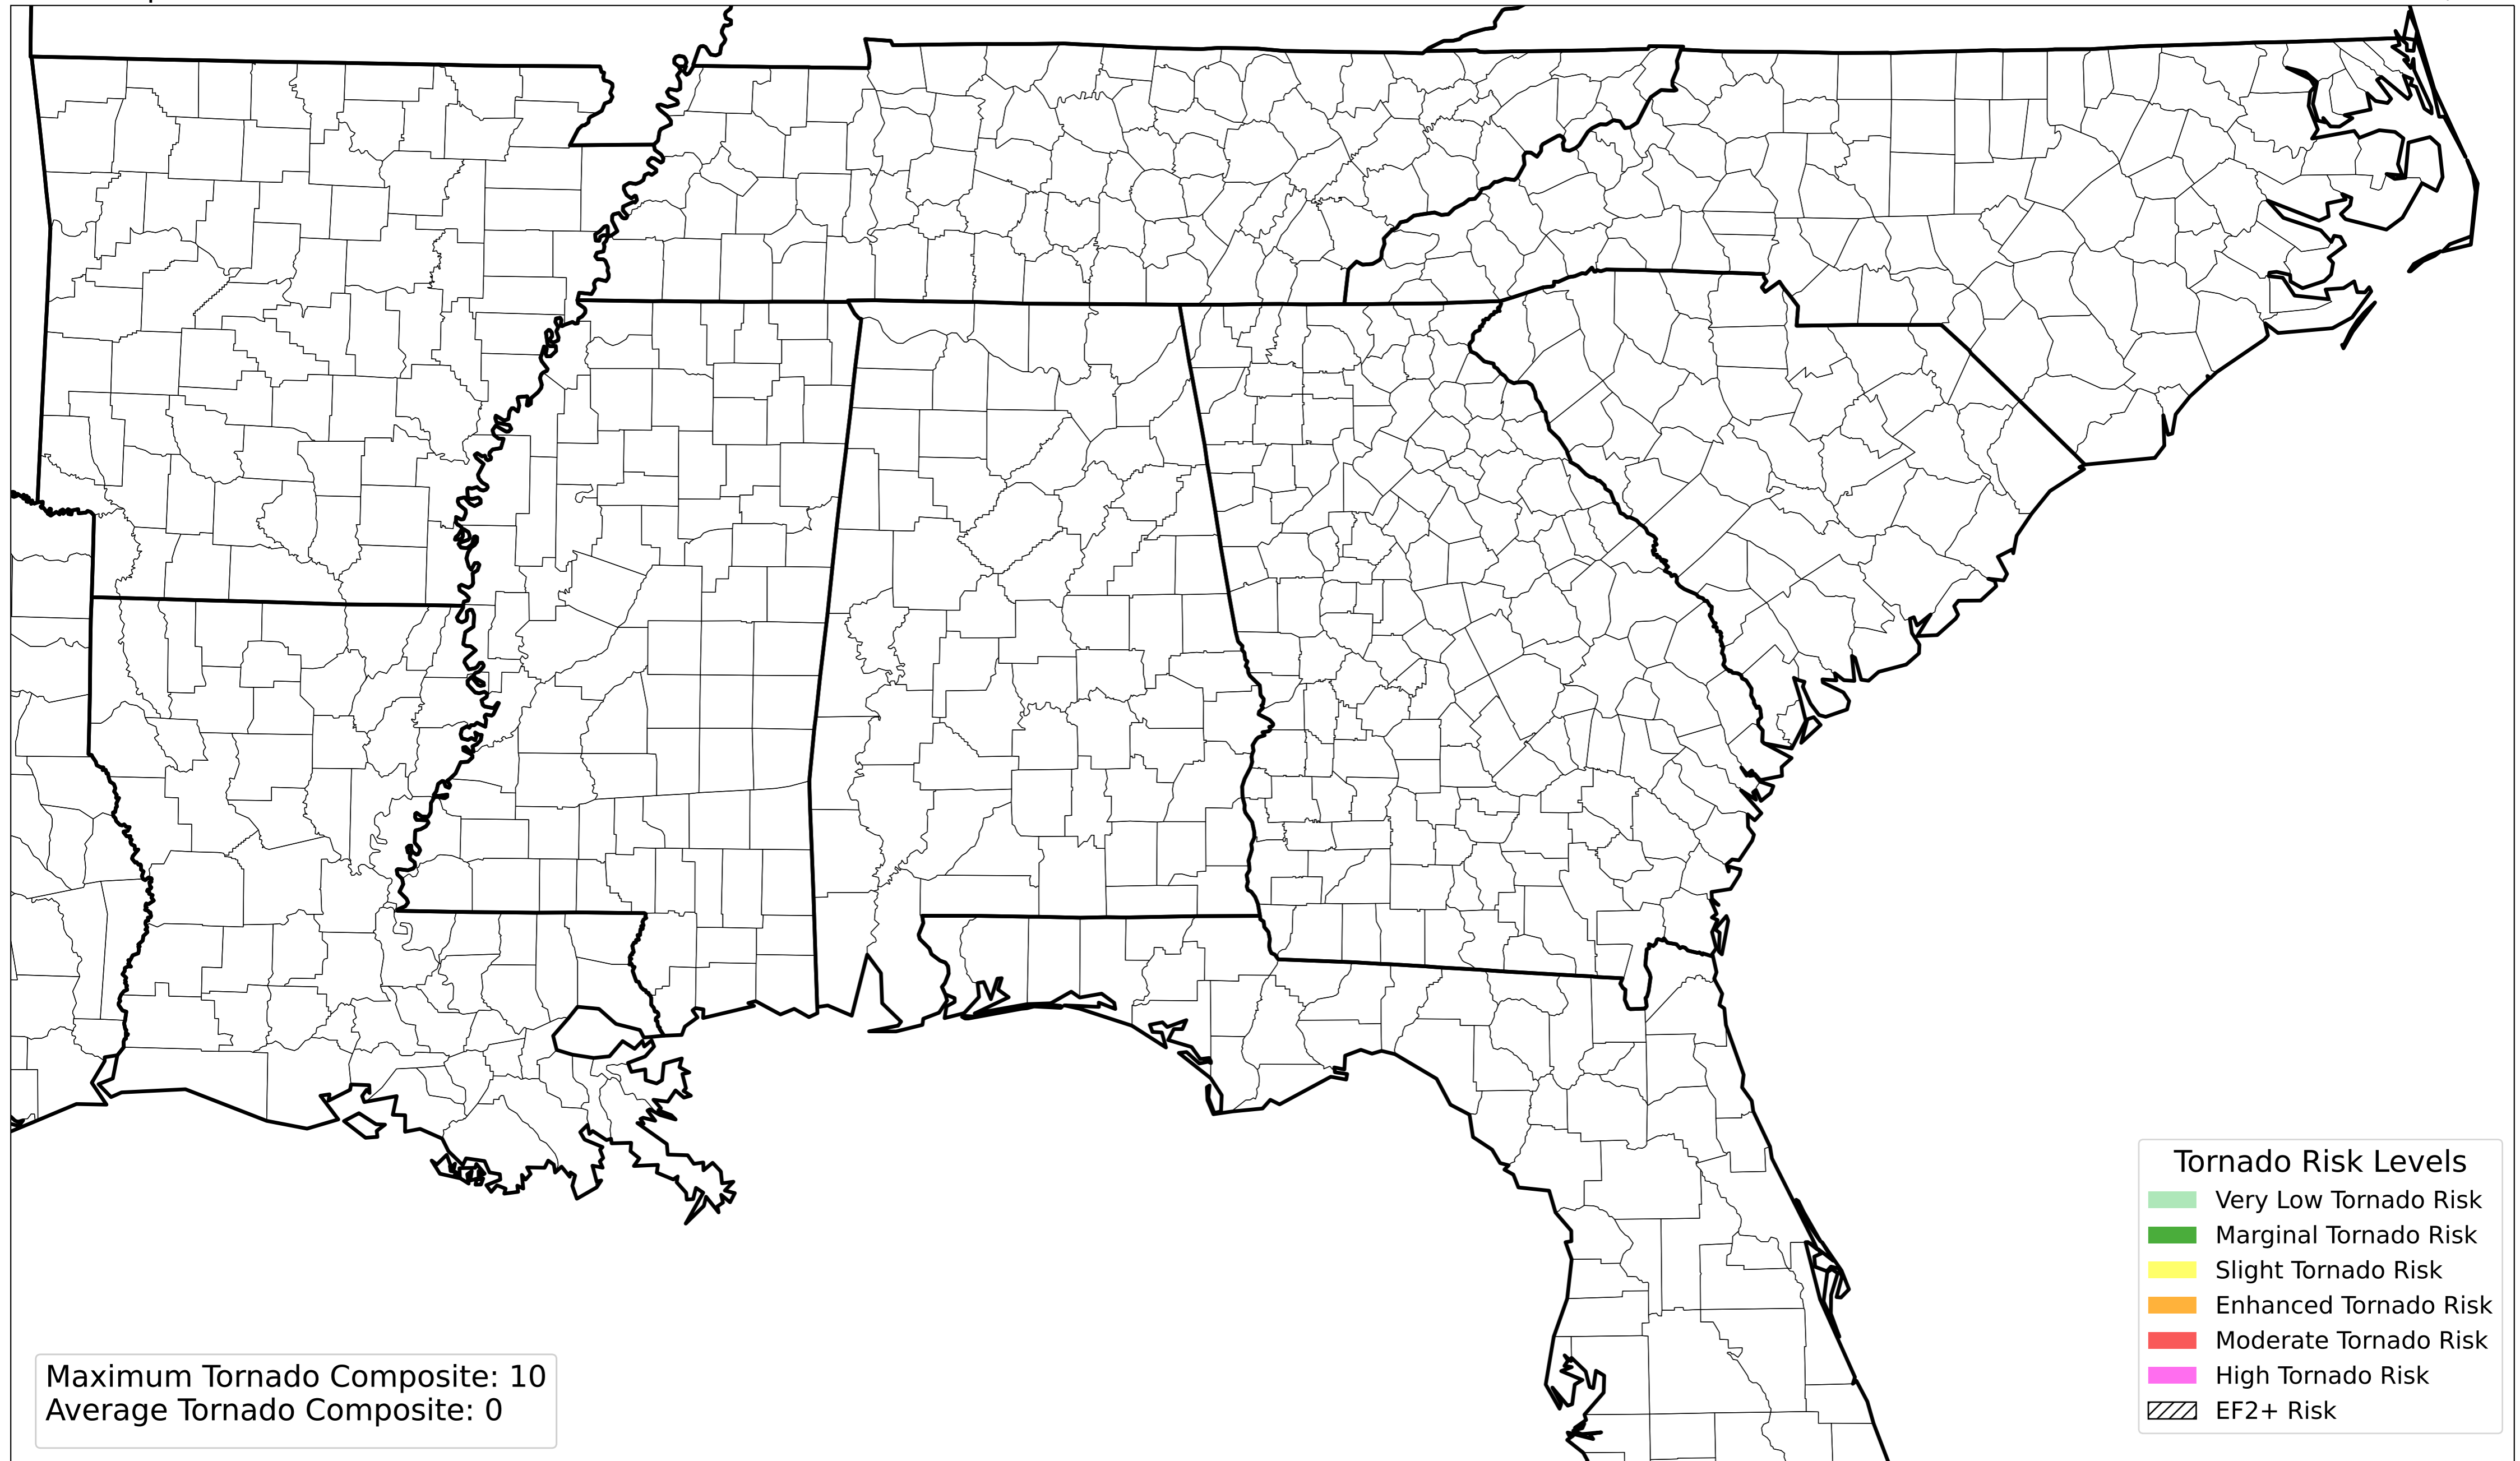 Maximum Tornado Composite: 10
Average Tornado Composite: 0
Tornado Risk Levels
Very Low Tornado Risk
Marginal Tornado Risk
Slight Tornado Risk
Enhanced Tornado Risk
Moderate Tornado Risk
High Tornado Risk
EF2+ Risk